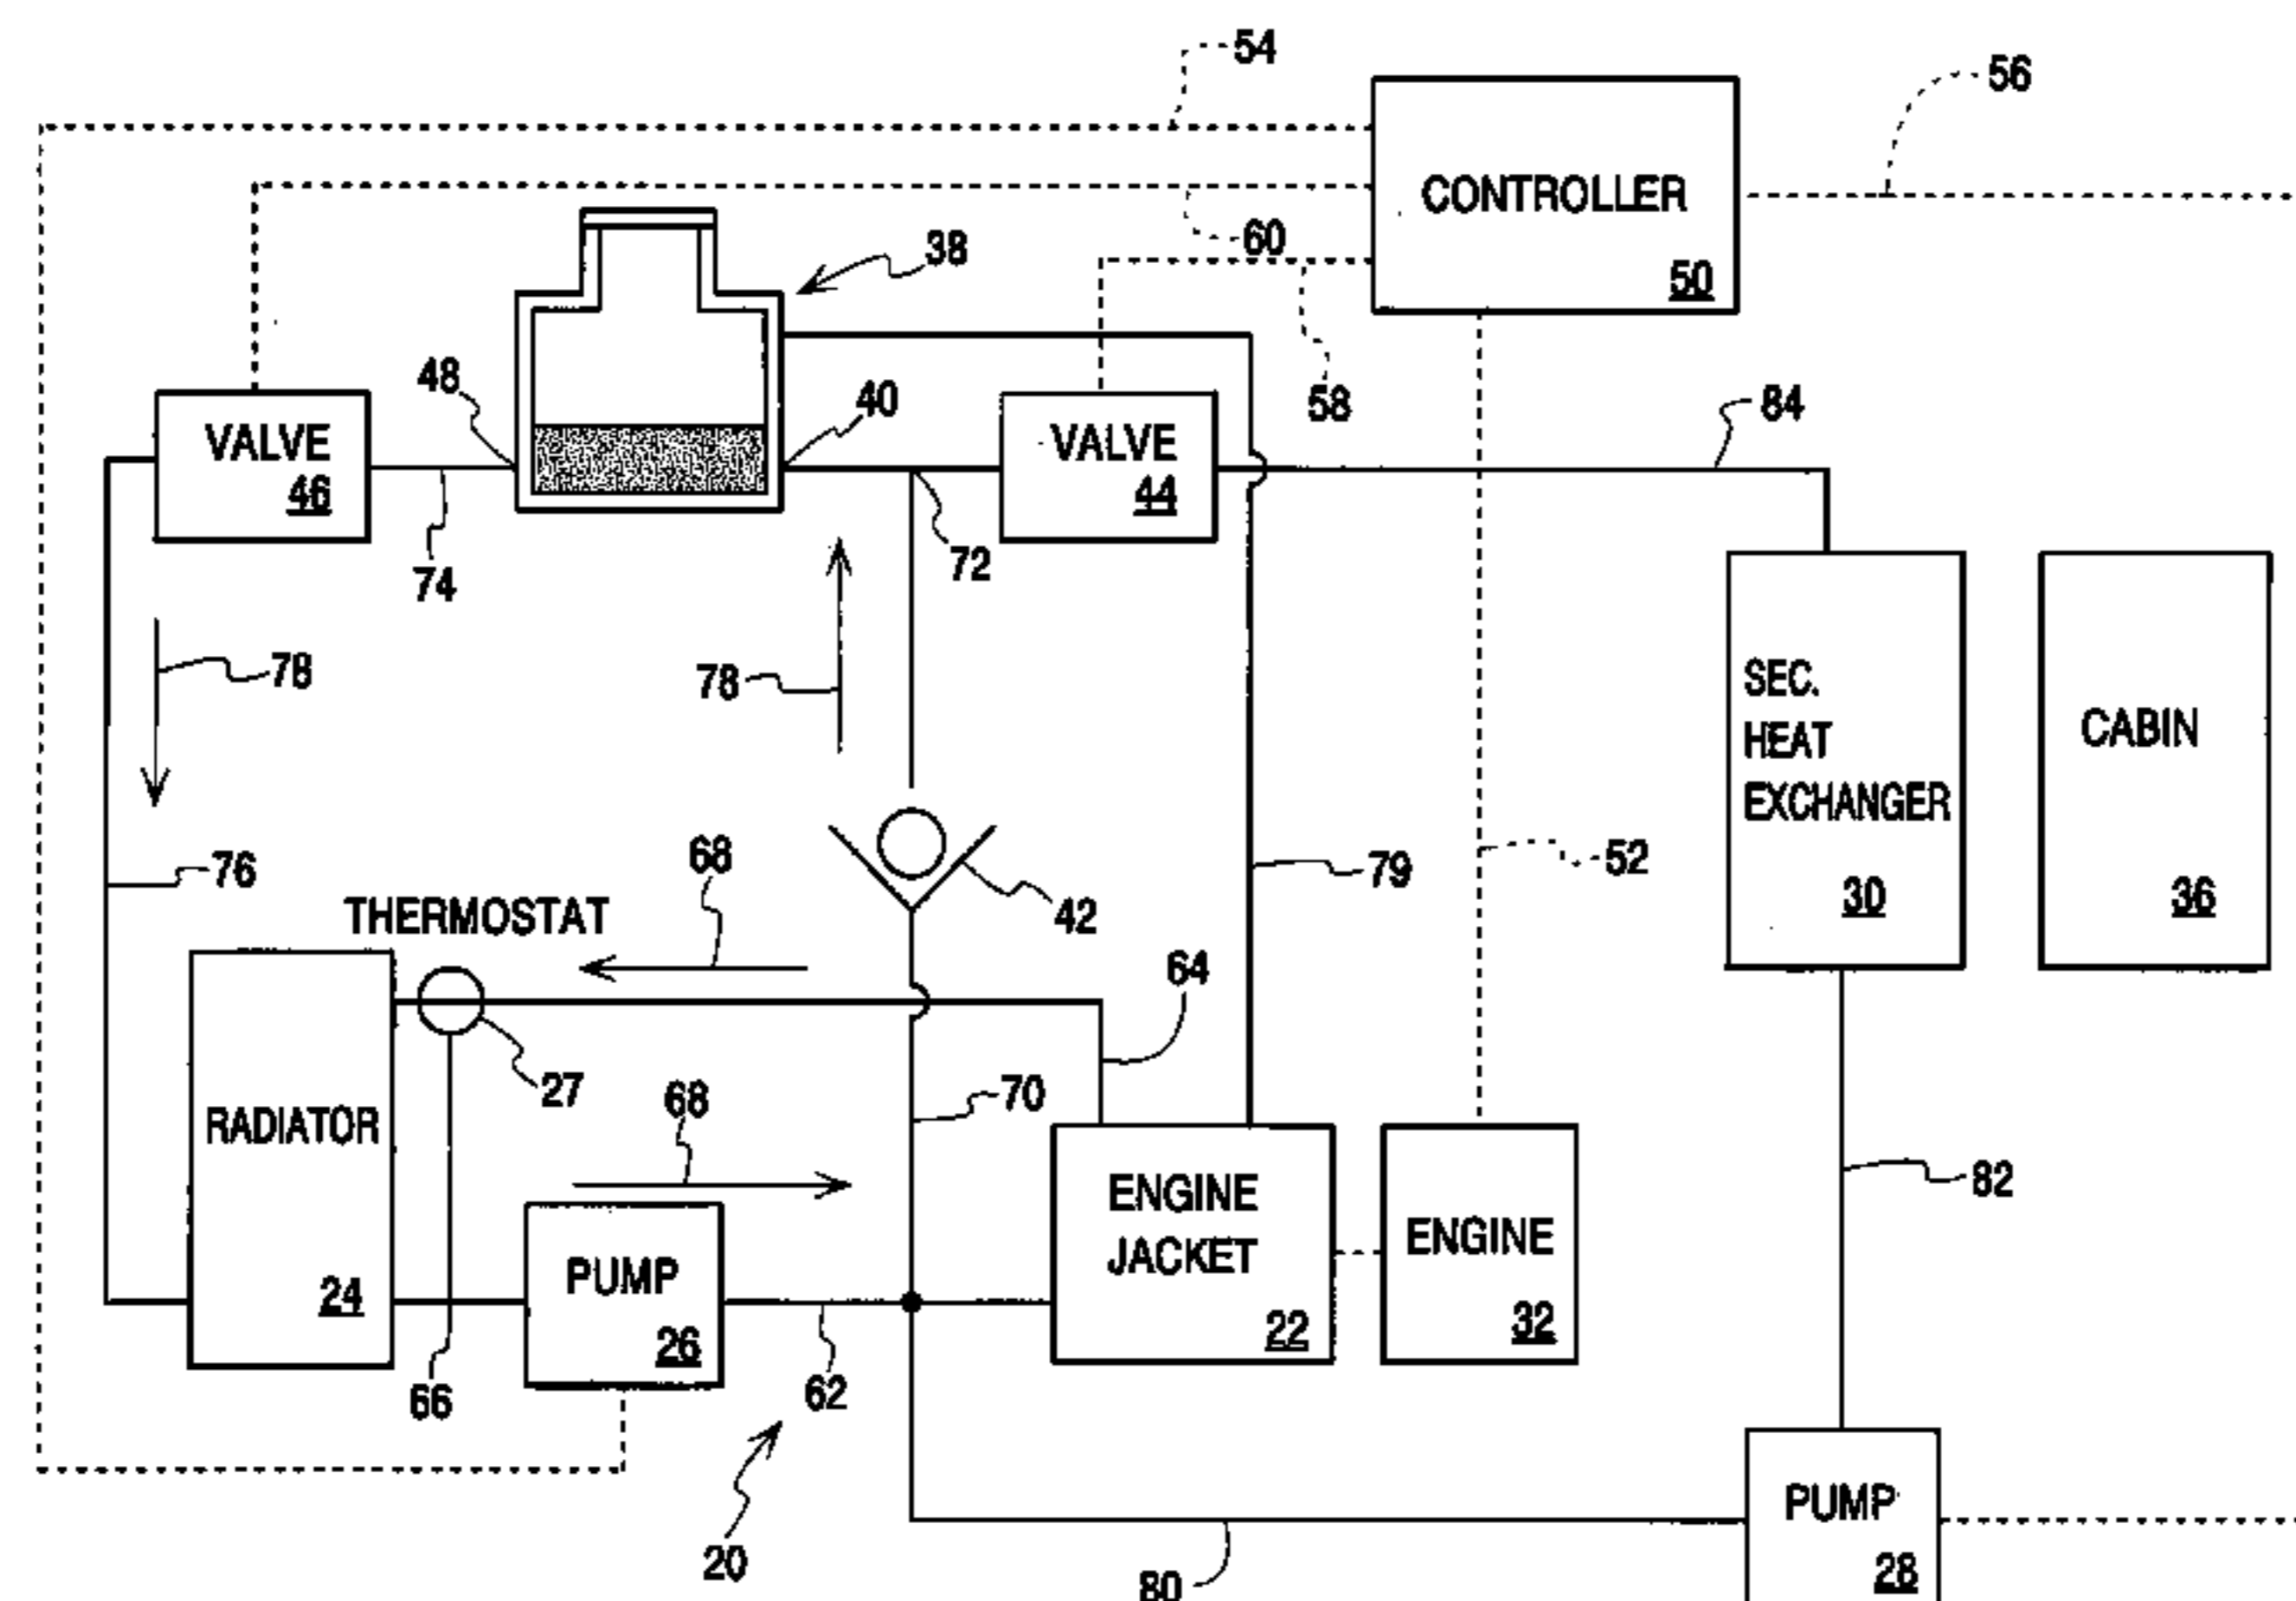 54
56
CONTROLLER
50
60
38
58
48
40
84
VALVE
46
VALVE
44
74
72
78
78
SEC.
HEAT
EXCHANGER
30
CABIN
36
76
68
79
52
THERMOSTAT
42
64
27
68
70
RADIATOR
24
ENGINE
JACKET
22
ENGINE
32
82
PUMP
26
66
62
20
80
PUMP
28